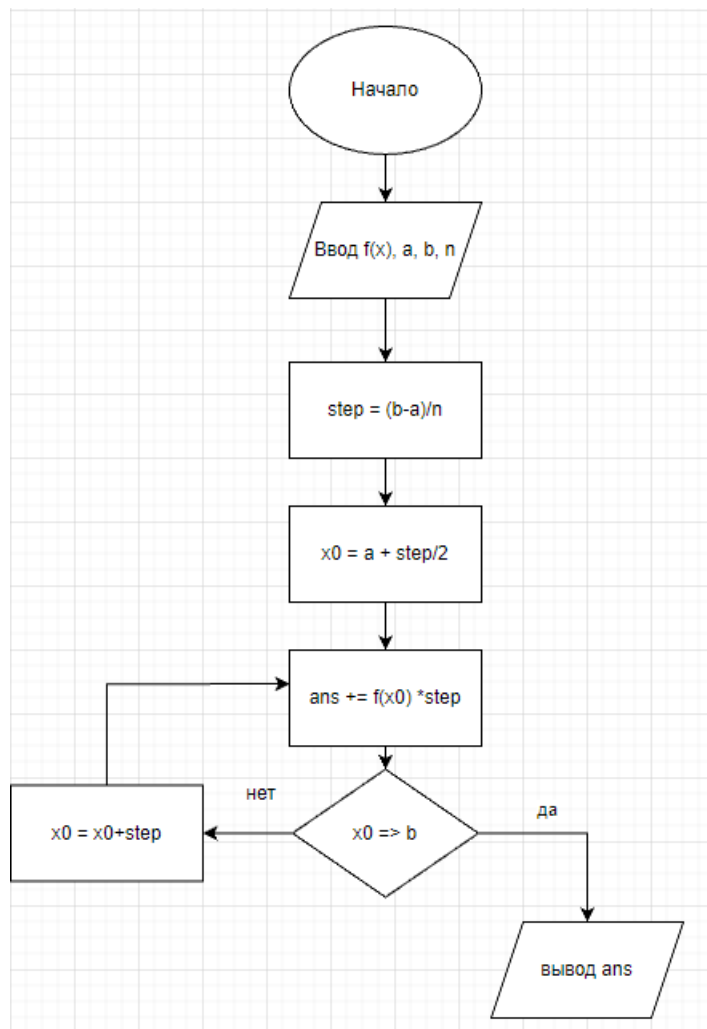 Начало
Ввод f(x), a, b, n
step = (b-a)/n
x0 = a + step/2
ans += f(x0) *step
нет
да
x0 = x0+step
x0 => b
вывод ans